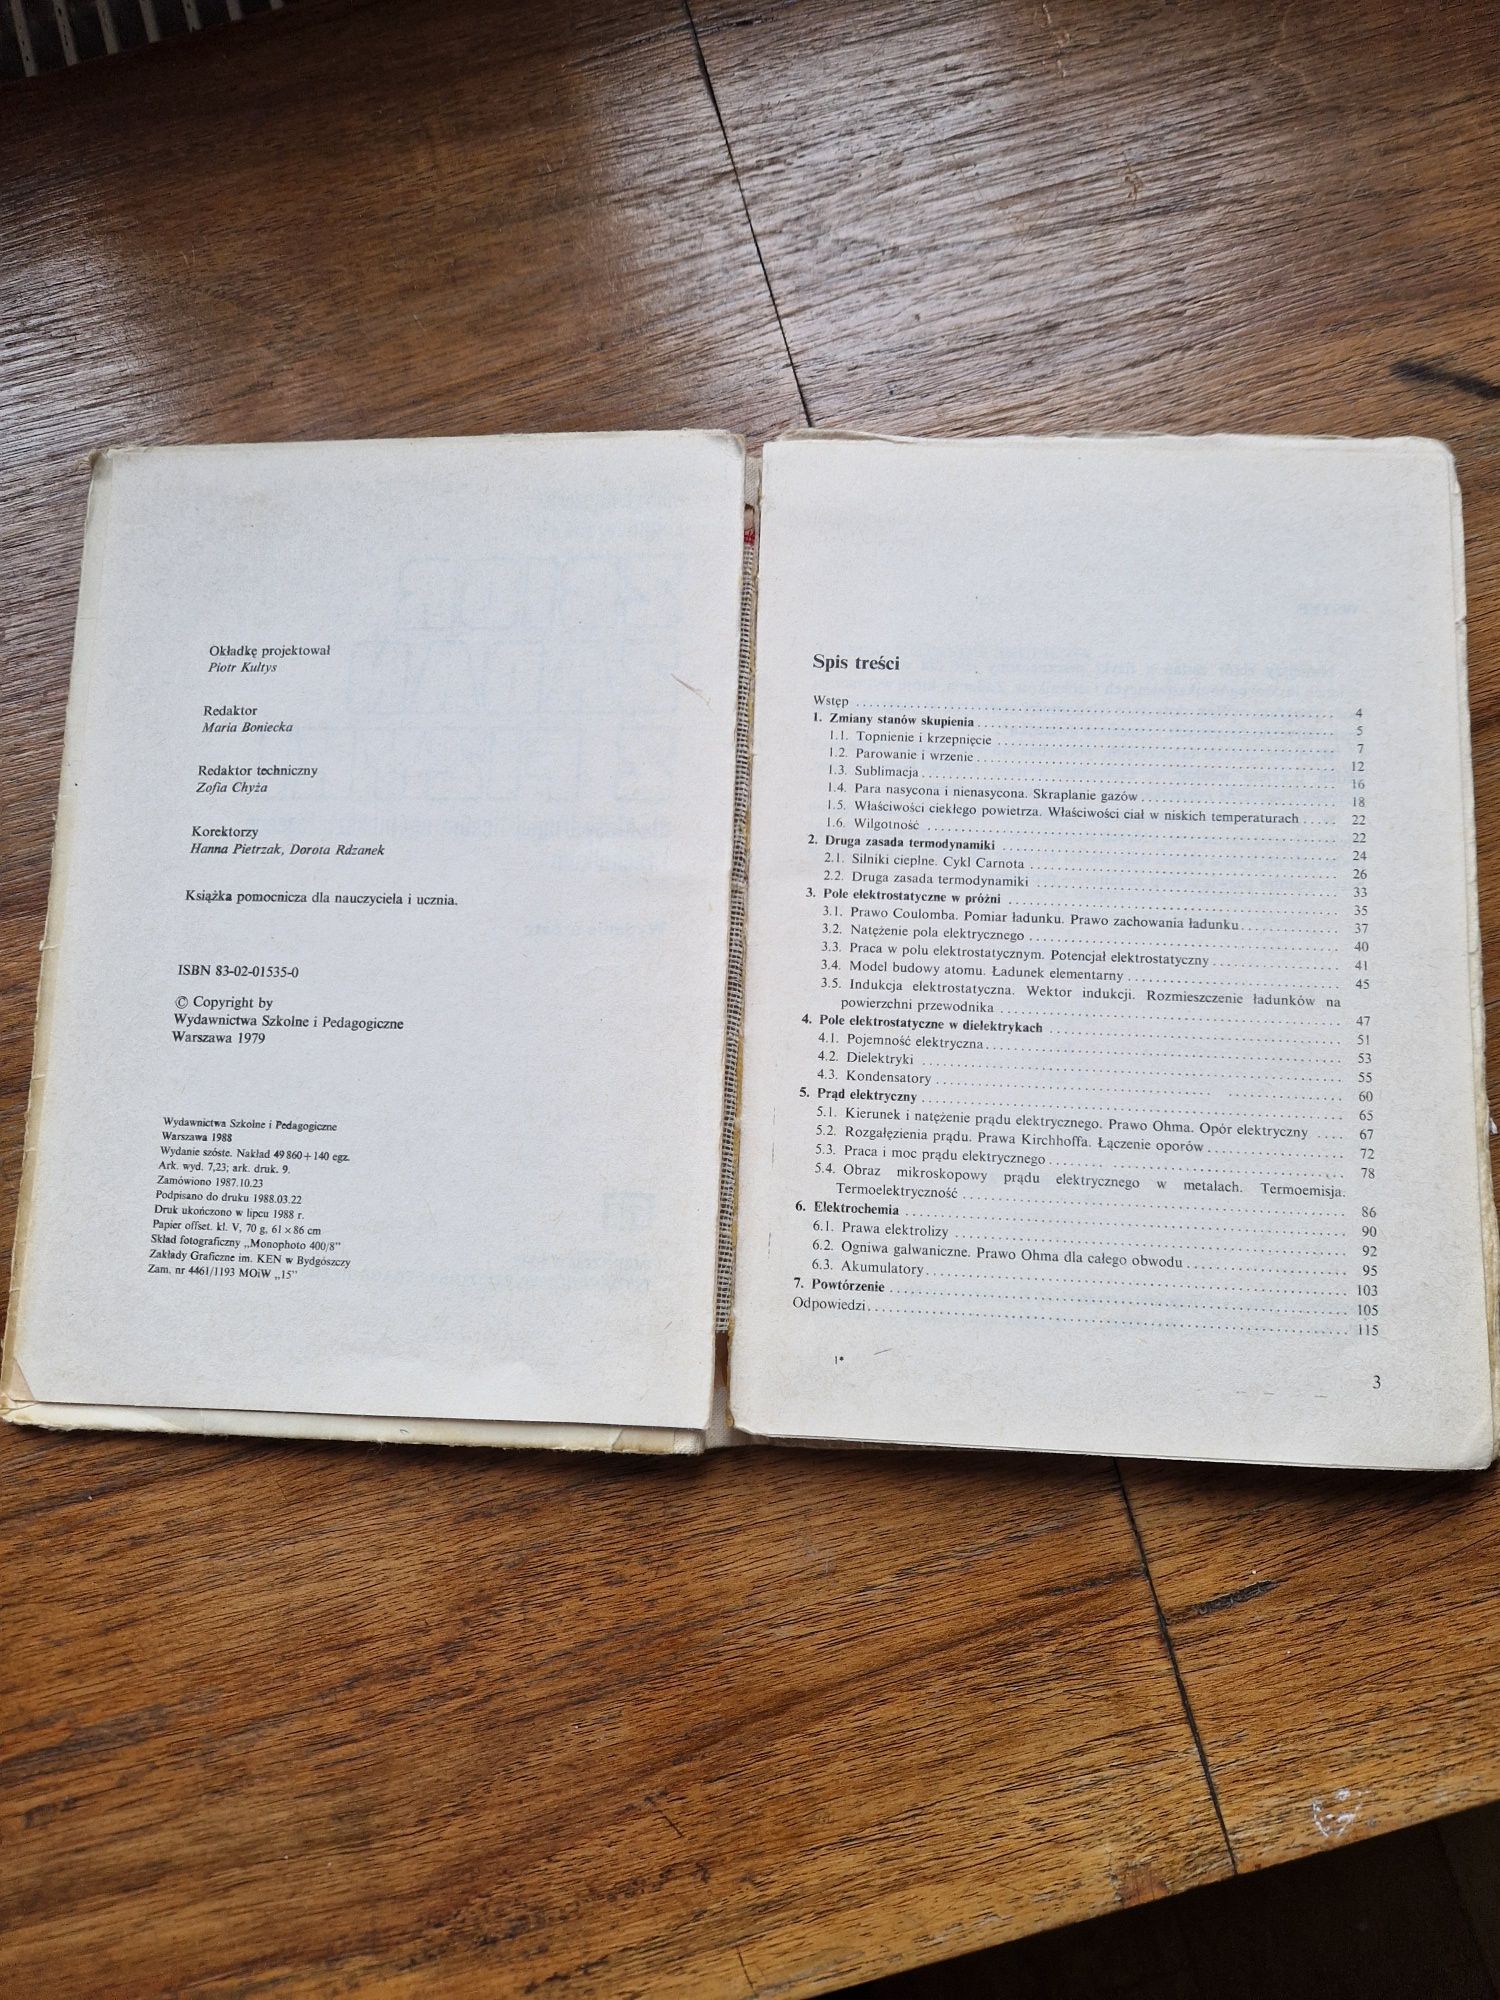 Okładkę projektował
Piotr Kultys
Redaktor
Maria Boniecka
Redaktor techniczny
Zofia Chyża
Korektorzy
Hanna Pietrzak, Dorota Rdzanek
Książka pomocnicza dla nauczyciela i ucznia.
ISBN 83-02-01535-0
© Copyright by
Wydawnictwa Szkolne i Pedagogiczne
Warszawa 1979
Wydawnictwa Szkolne i Pedagogiczne
Warszawa 1988
Wydanie szóste. Nakład 49 860 + 140 egz.
Ark. wyd. 7,23; ark. druk. 9.
Zamówiono 1987.10.23
Podpisano do druku 1988.03.22
Druk ukończono w lipcu 1988 r.
Papier offset. kl. V, 70 g, 61 × 86 cm
Skład fotograficzny „Monophoto 400/8"
Zakłady Graficzne im. KEN w Bydgoszczy
Zam. nr 4461/1193 MOiW „15"
Spis treści
Wstęp 4
1. Zmiany stanów skupienia 5
1.1. Topnienie i krzepnięcie 7
1.2. Parowanie i wrzenie 12
1.3. Sublimacja 16
1.4. Para nasycona i nienasycona. Skraplanie gazów 18
1.5. Właściwości ciekłego powietrza. Właściwości ciał w niskich temperaturach 22
1.6. Wilgotność 22
2. Druga zasada termodynamiki 24
2.1. Silniki cieplne. Cykl Carnota 26
2.2. Druga zasada termodynamiki 33
3. Pole elektrostatyczne w próżni 35
3.1. Prawo Coulomba. Pomiar ładunku. Prawo zachowania ładunku 37
3.2. Natężenie pola elektrycznego 40
3.3. Praca w polu elektrostatycznym. Potencjał elektrostatyczny 41
3.4. Model budowy atomu. Ładunek elementarny 45
3.5. Indukcja elektrostatyczna. Wektor indukcji. Rozmieszczenie ładunków na
powierzchni przewodnika 47
4. Pole elektrostatyczne w dielektrykach 51
4.1. Pojemność elektryczna 53
4.2. Dielektryki 55
4.3. Kondensatory 60
5. Prąd elektryczny 65
5.1. Kierunek i natężenie prądu elektrycznego. Prawo Ohma. Opór elektryczny 67
5.2. Rozgałęzienia prądu. Prawa Kirchhoffa. Łączenie oporów 72
5.3. Praca i moc prądu elektrycznego 78
5.4. Obraz mikroskopowy prądu elektrycznego w metalach. Termoemisja.
Termoelektryczność 86
6. Elektrochemia 90
6.1. Prawa elektrolizy 92
6.2. Ogniwa galwaniczne. Prawo Ohma dla całego obwodu 95
6.3. Akumulatory 103
7. Powtórzenie 105
Odpowiedzi 115
1*
3